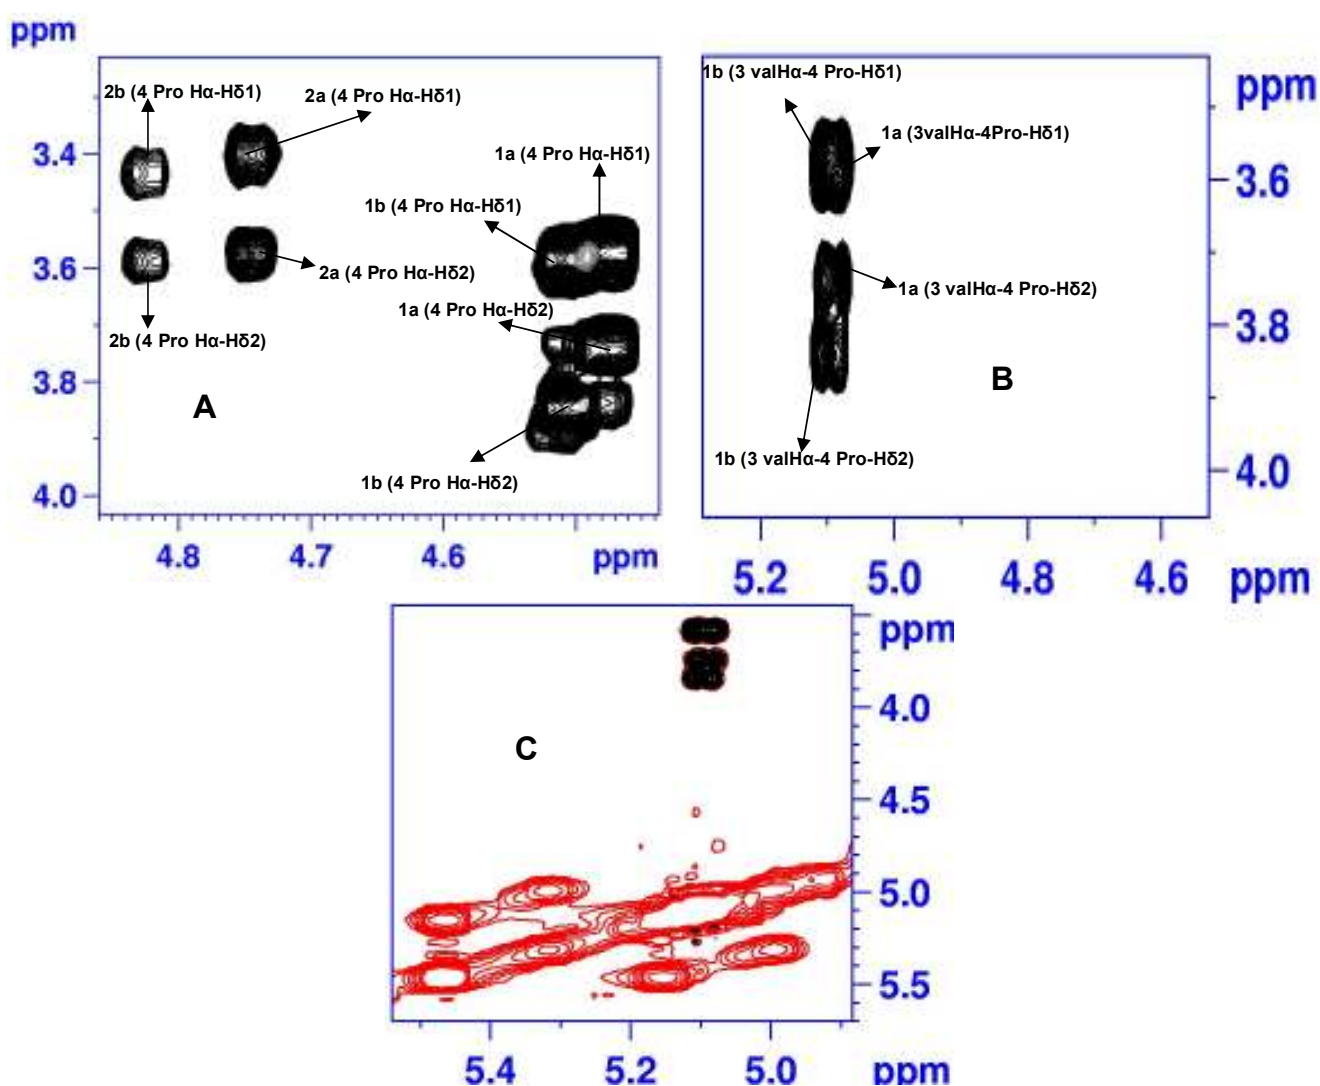 ppm
2b (4 Pro Hα-Hδ1)
2a (4 Pro Hα-Hδ1)
1a (4 Pro Hα-Hδ1)
1b (4 Pro Hα-Hδ1)
2a (4 Pro Hα-Hδ2)
1a (4 Pro Hα-Hδ2)
2b (4 Pro Hα-Hδ2)
1b (4 Pro Hα-Hδ2)
A
3.4
3.6
3.8
4.0
4.8 4.7 4.6 ppm
1b (3 valHα-4 Pro-Hδ1)
1a (3valHα-4Pro-Hδ1)
1a (3 valHα-4 Pro-Hδ2)
1b (3 valHα-4 Pro-Hδ2)
B
ppm
3.6
3.8
4.0
5.2 5.0 4.8 4.6 ppm
C
ppm
4.0
4.5
5.0
5.5
5.4 5.2 5.0 ppm